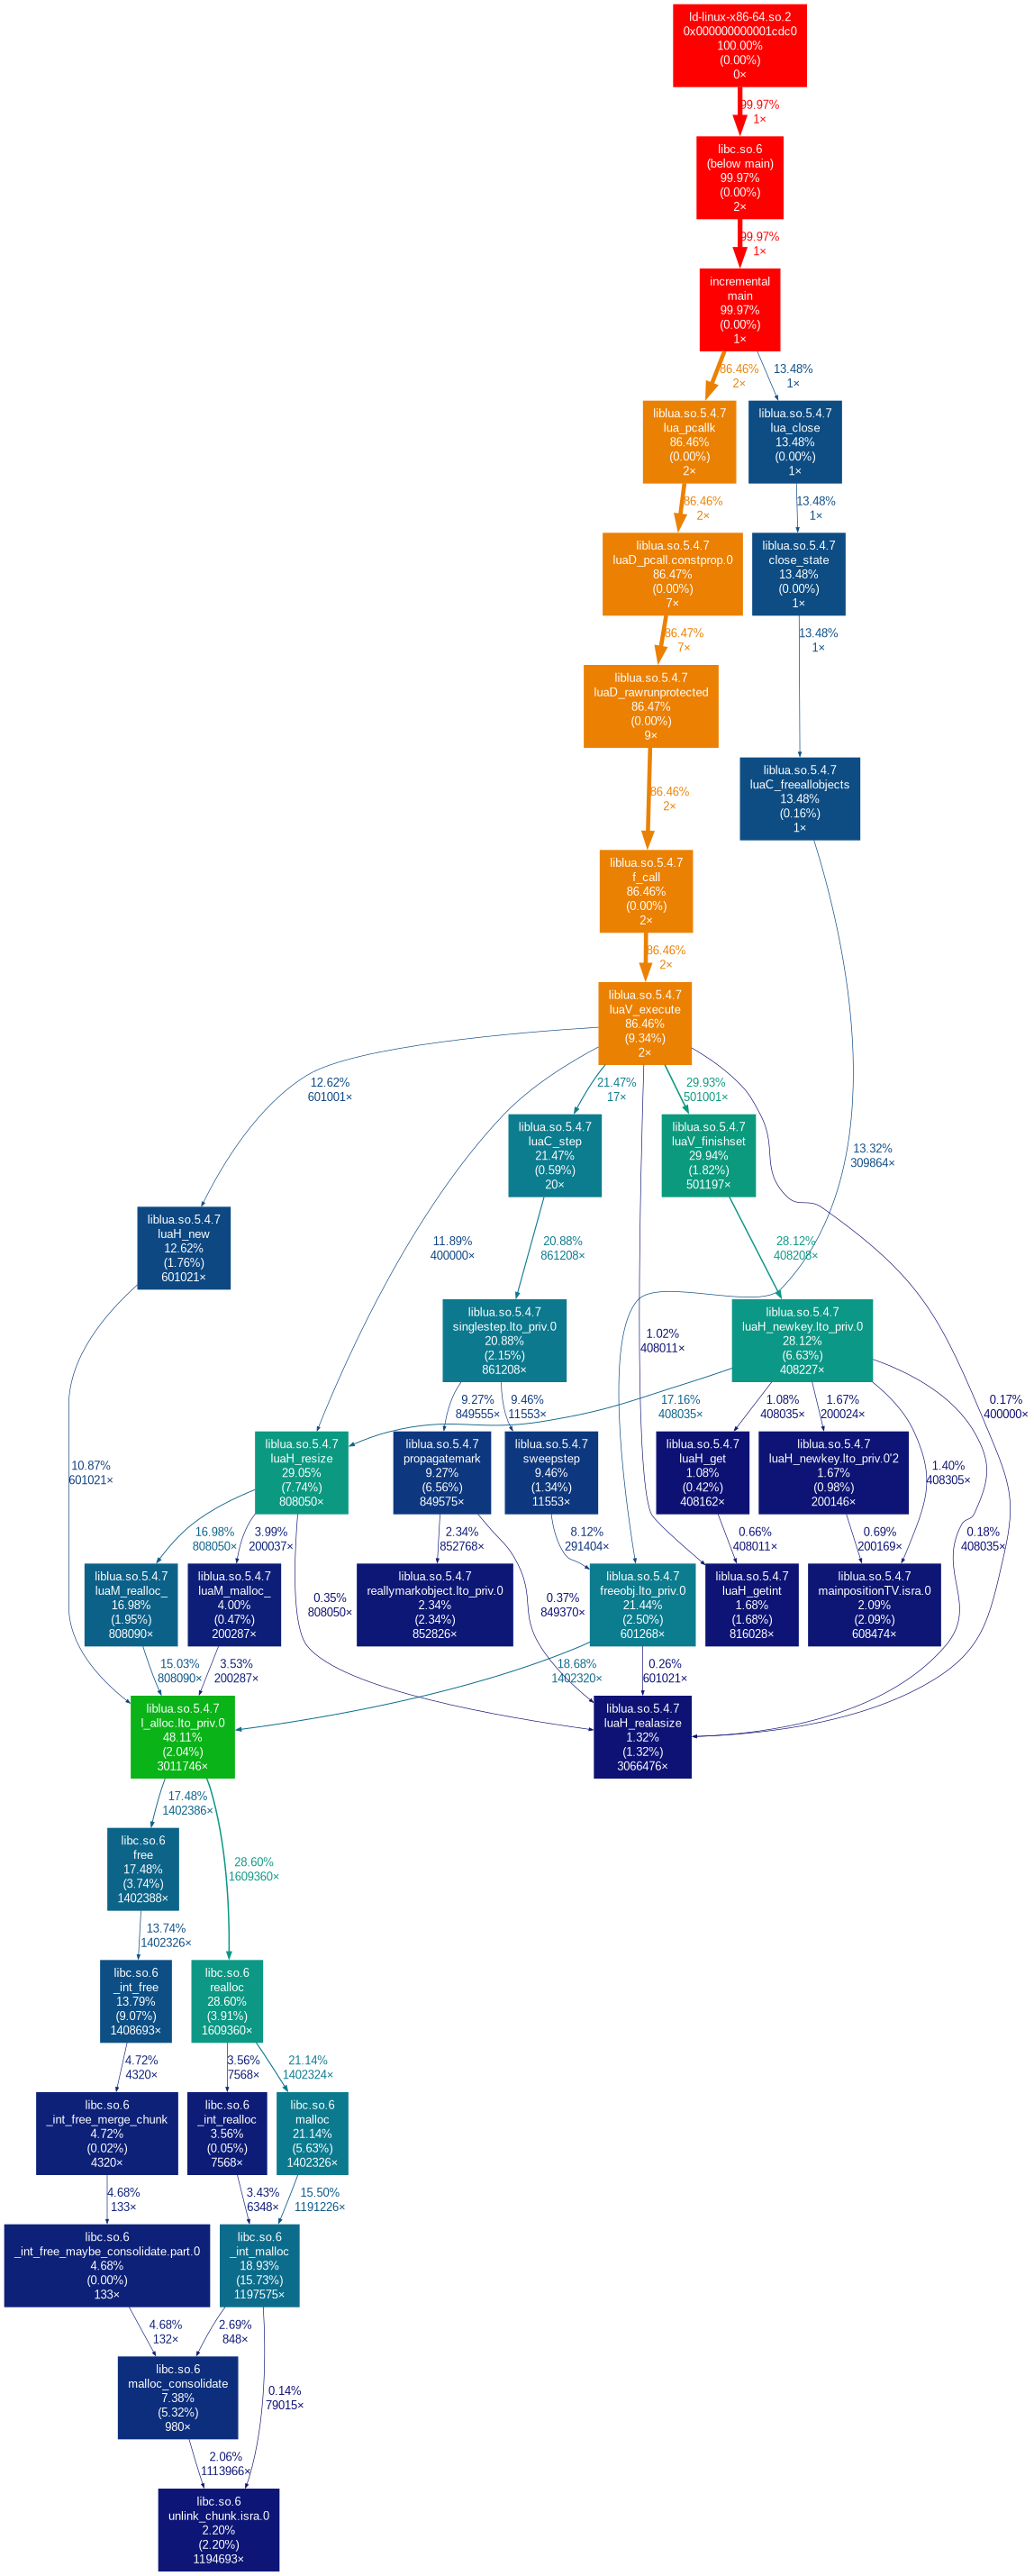 ld-linux-x86-64.so.2
0x000000000001cdc0
100.00%
(0.00%)
0×
99.97%
1×
libc.so.6
(below main)
99.97%
(0.00%)
2×
99.97%
1×
incremental
main
99.97%
(0.00%)
1×
86.46%
2×
13.48%
1×
liblua.so.5.4.7
lua_pcallk
86.46%
(0.00%)
2×
liblua.so.5.4.7
lua_close
13.48%
(0.00%)
1×
86.46%
2×
13.48%
1×
liblua.so.5.4.7
luaD_pcall.constprop.0
86.47%
(0.00%)
7×
liblua.so.5.4.7
close_state
13.48%
(0.00%)
1×
86.47%
7×
13.48%
1×
liblua.so.5.4.7
luaD_rawrunprotected
86.47%
(0.00%)
9×
liblua.so.5.4.7
luaC_freeallobjects
13.48%
(0.16%)
1×
86.46%
2×
liblua.so.5.4.7
f_call
86.46%
(0.00%)
2×
86.46%
2×
liblua.so.5.4.7
luaV_execute
86.46%
(9.34%)
2×
12.62%
601001×
21.47%
17×
29.93%
501001×
13.32%
309864×
liblua.so.5.4.7
luaC_step
21.47%
(0.59%)
20×
liblua.so.5.4.7
luaV_finishset
29.94%
(1.82%)
501197×
liblua.so.5.4.7
luaH_new
12.62%
(1.76%)
601021×
11.89%
400000×
20.88%
861208×
28.12%
408208×
liblua.so.5.4.7
singlestep.lto_priv.0
20.88%
(2.15%)
861208×
1.02%
408011×
liblua.so.5.4.7
luaH_newkey.lto_priv.0
28.12%
(6.63%)
408227×
9.27%
849555×
9.46%
11553×
17.16%
408035×
1.08%
408035×
1.67%
200024×
0.17%
400000×
10.87%
601021×
liblua.so.5.4.7
luaH_resize
29.05%
(7.74%)
808050×
liblua.so.5.4.7
propagatemark
9.27%
(6.56%)
849575×
liblua.so.5.4.7
sweepstep
9.46%
(1.34%)
11553×
liblua.so.5.4.7
luaH_get
1.08%
(0.42%)
408162×
liblua.so.5.4.7
luaH_newkey.lto_priv.0'2
1.67%
(0.98%)
200146×
1.40%
408305×
16.98%
808050×
3.99%
200037×
2.34%
852768×
8.12%
291404×
0.66%
408011×
0.69%
200169×
0.18%
408035×
liblua.so.5.4.7
luaM_realloc_
16.98%
(1.95%)
808090×
liblua.so.5.4.7
luaM_malloc_
4.00%
(0.47%)
200287×
0.35%
808050×
liblua.so.5.4.7
reallymarkobject.lto_priv.0
2.34%
(2.34%)
852826×
0.37%
849370×
liblua.so.5.4.7
freeobj.lto_priv.0
21.44%
(2.50%)
601268×
liblua.so.5.4.7
luaH_getint
1.68%
(1.68%)
816028×
liblua.so.5.4.7
mainpositionTV.isra.0
2.09%
(2.09%)
608474×
15.03%
808090×
3.53%
200287×
18.68%
1402320×
0.26%
601021×
liblua.so.5.4.7
l_alloc.lto_priv.0
48.11%
(2.04%)
3011746×
liblua.so.5.4.7
luaH_realasize
1.32%
(1.32%)
3066476×
17.48%
1402386×
28.60%
1609360×
libc.so.6
free
17.48%
(3.74%)
1402388×
13.74%
1402326×
libc.so.6
_int_free
13.79%
(9.07%)
1408693×
libc.so.6
realloc
28.60%
(3.91%)
1609360×
4.72%
4320×
3.56%
7568×
21.14%
1402324×
libc.so.6
_int_free_merge_chunk
4.72%
(0.02%)
4320×
libc.so.6
_int_realloc
3.56%
(0.05%)
7568×
libc.so.6
malloc
21.14%
(5.63%)
1402326×
4.68%
133×
3.43%
6348×
15.50%
1191226×
libc.so.6
_int_free_maybe_consolidate.part.0
4.68%
(0.00%)
133×
libc.so.6
_int_malloc
18.93%
(15.73%)
1197575×
4.68%
132×
2.69%
848×
libc.so.6
malloc_consolidate
7.38%
(5.32%)
980×
0.14%
79015×
2.06%
1113966×
libc.so.6
unlink_chunk.isra.0
2.20%
(2.20%)
1194693×